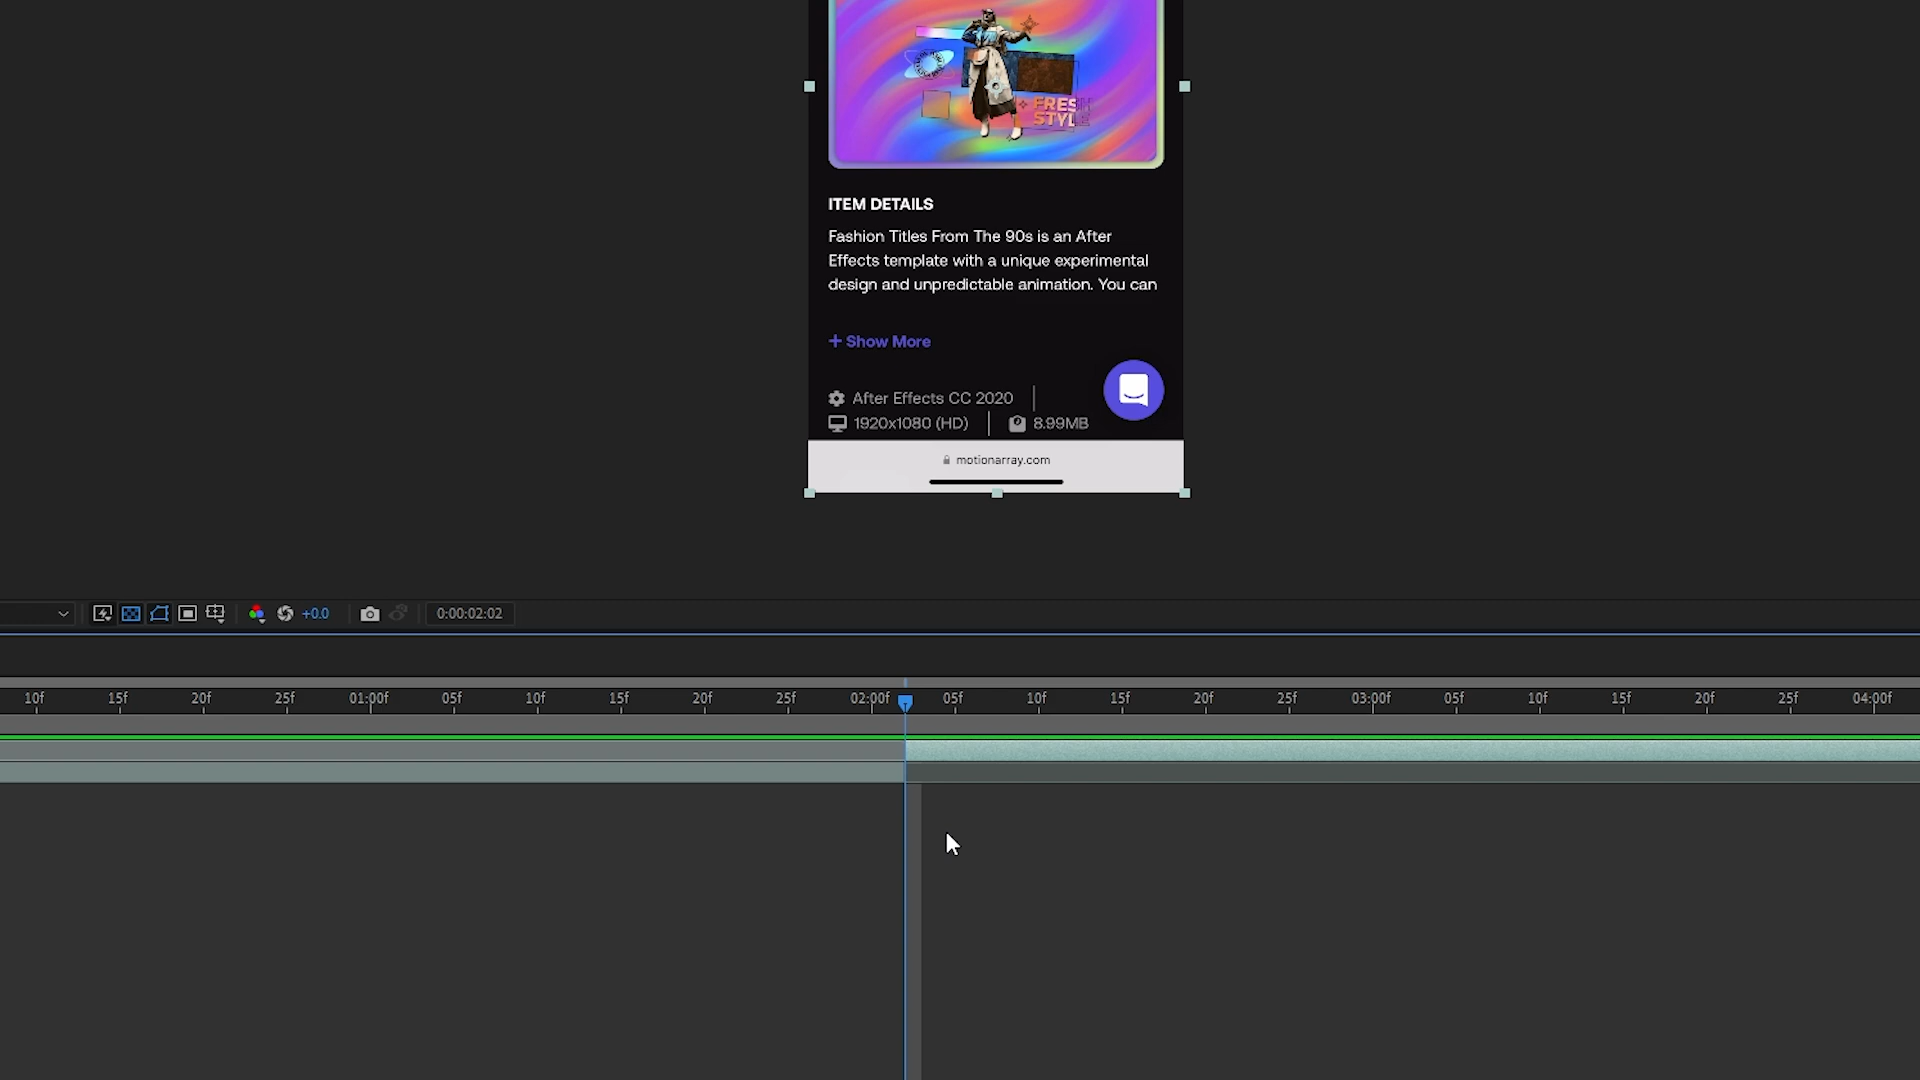 FRESH
STYLE
ITEM DETAILS
Fashion Titles From The 90s is an After
Effects template with a unique experimental
design and unpredictable animation. You can
+ Show More
After Effects CC 2020
1920x1080 (HD) 8.99MB
motionarray.com
+0.0 0:00:02:02
10f 15f 20f 25f 01:00f 05f 10f 15f 20f 25f 02:00f 05f 10f 15f 20f 25f 03:00f 05f 10f 15f 20f 25f 04:00f